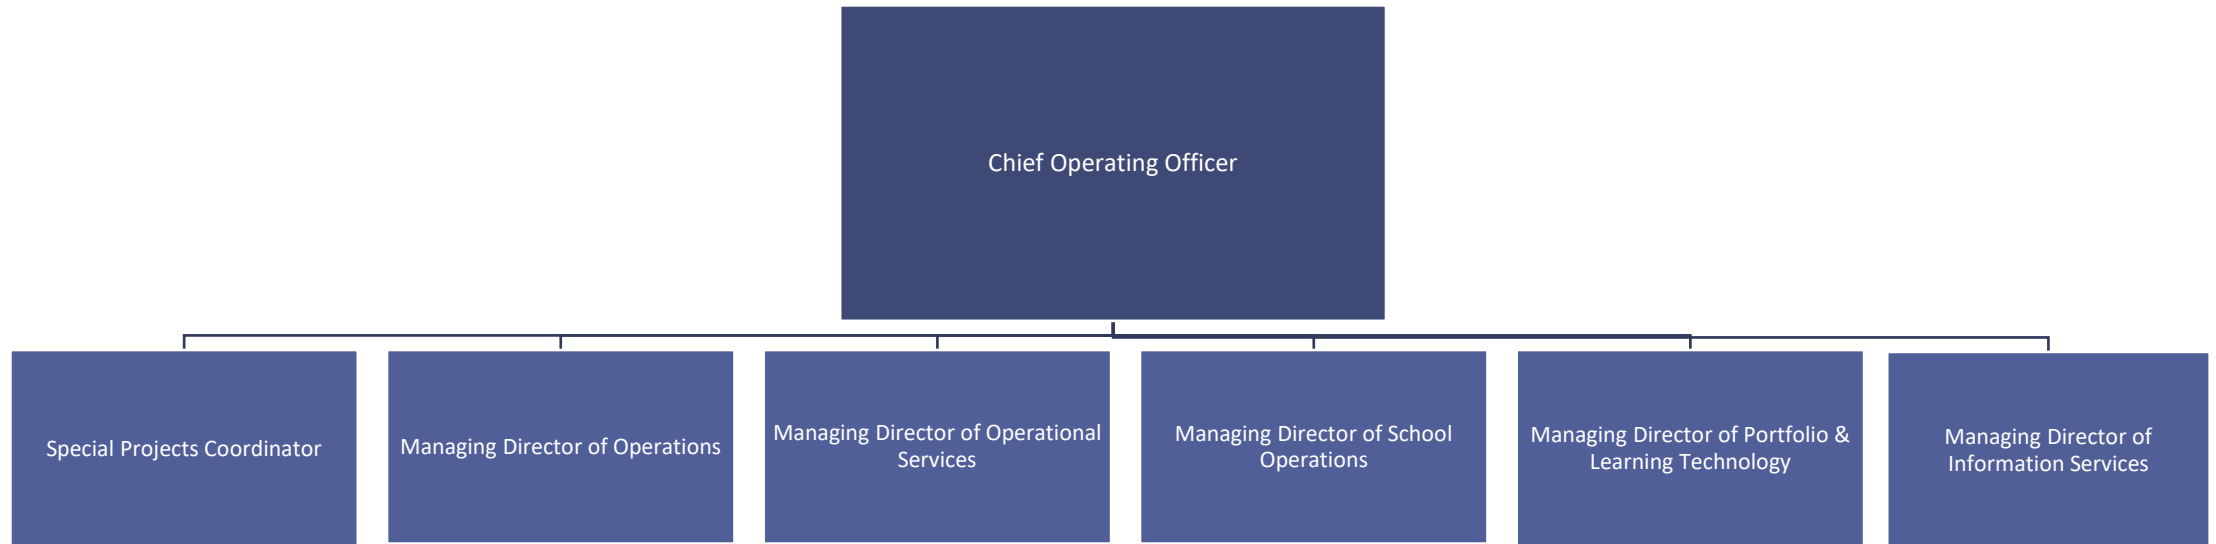 Chief Operating Officer
Special Projects Coordinator
Managing Director of Operations
Managing Director of Operational
Services
Managing Director of School
Operations
Managing Director of Portfolio &
Learning Technology
Managing Director of
Information Services